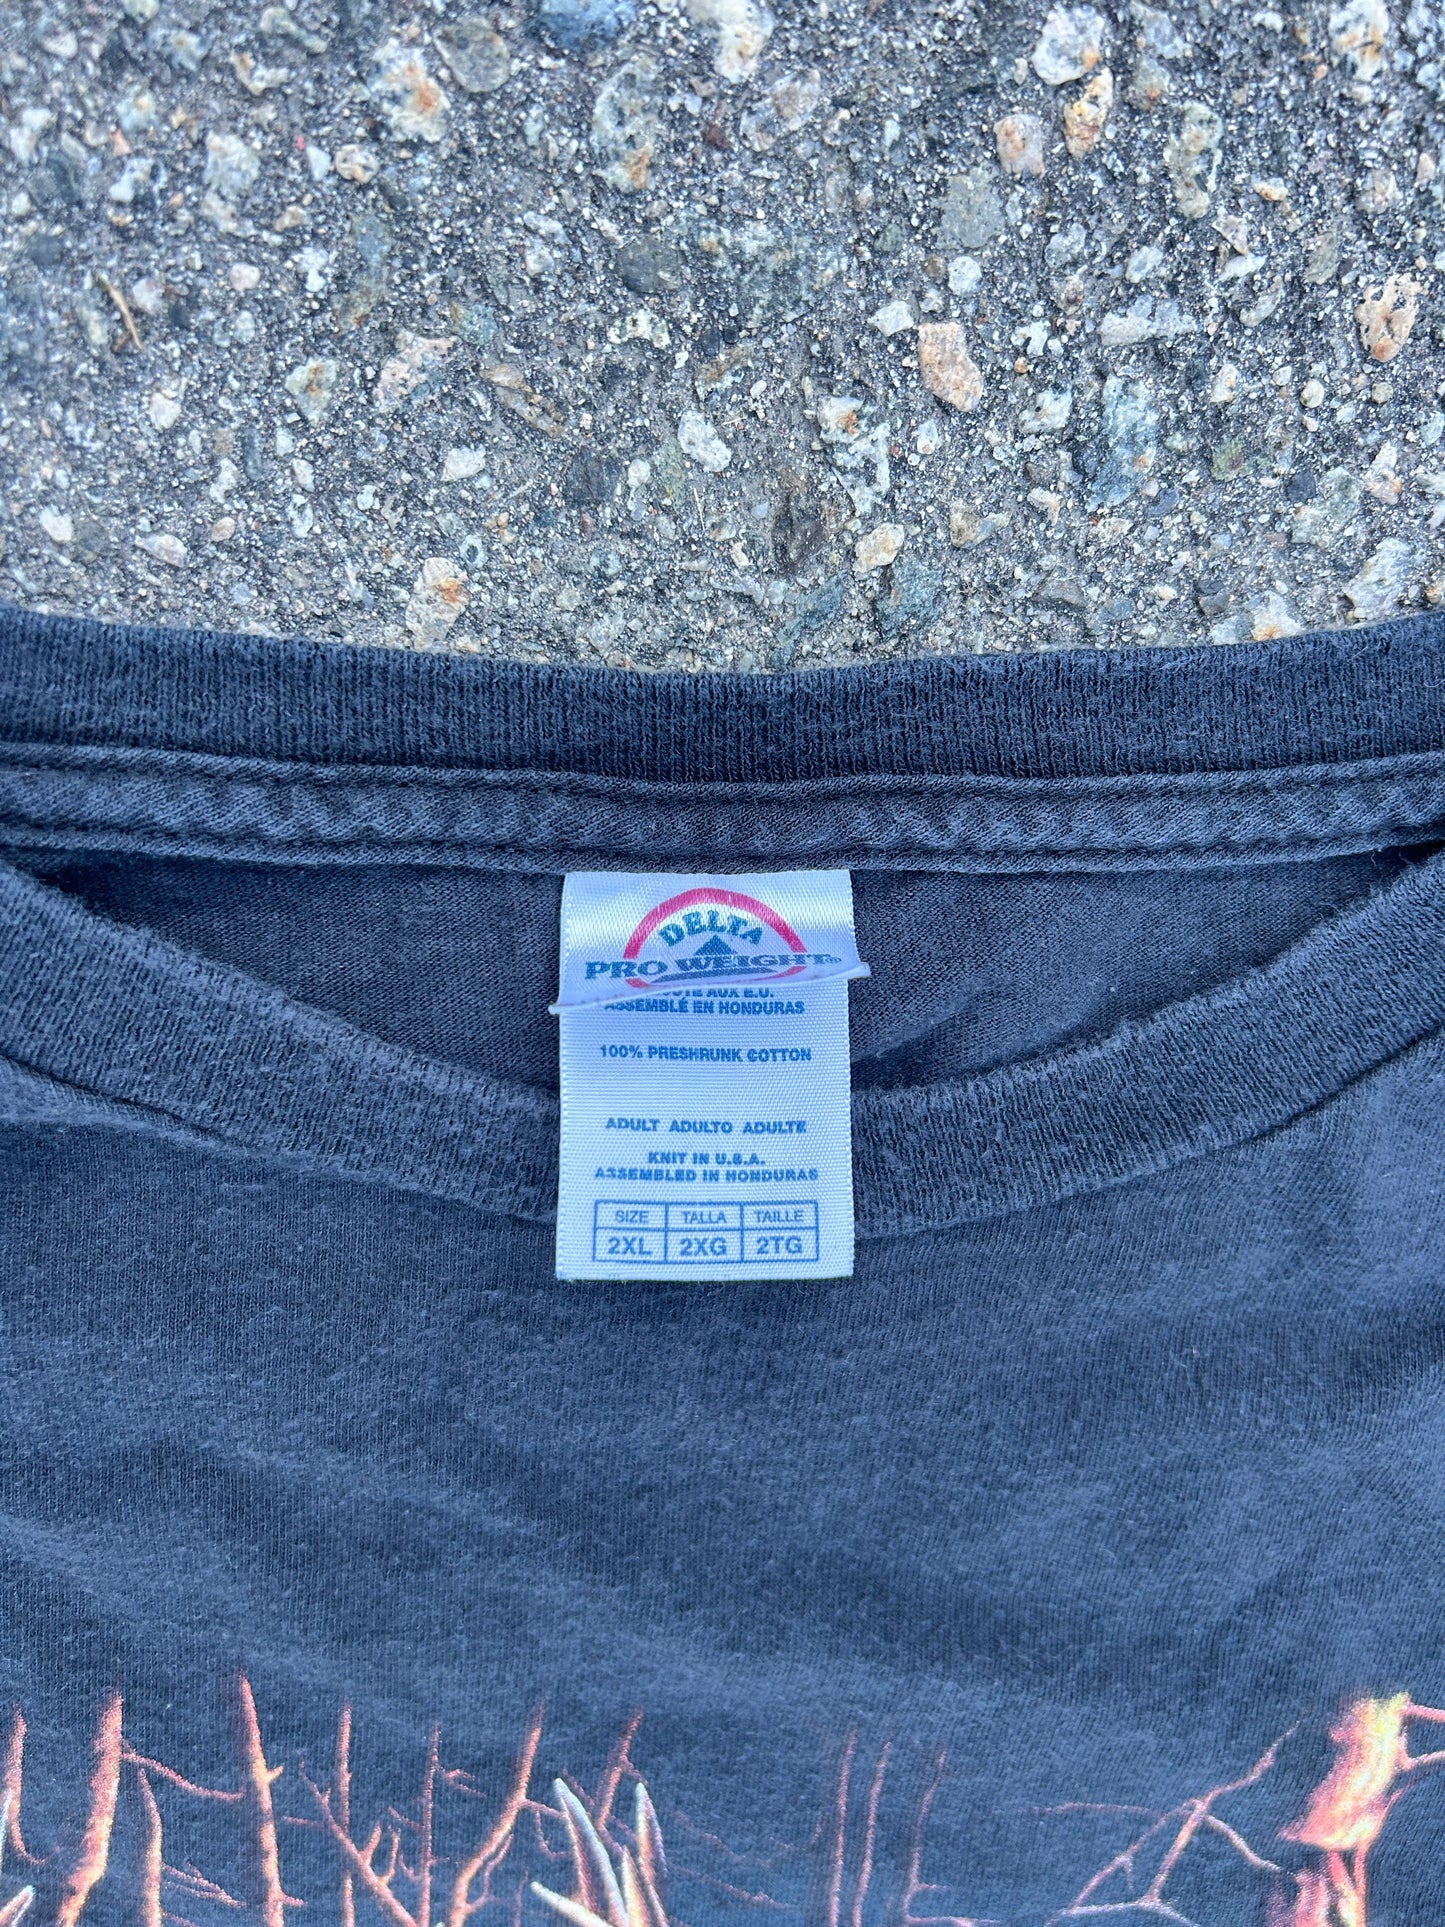 DELTA
PRO WEIGHT®
AUX E.U.
ASSEMBLÉ EN HONDURAS
100% PRESHRUNK COTTON
ADULT ADULTO ADULTE
KNIT IN U.S.A.
ASSEMBLED IN HONDURAS
SIZE TALLA TAILLE
2XL 2XG 2TG